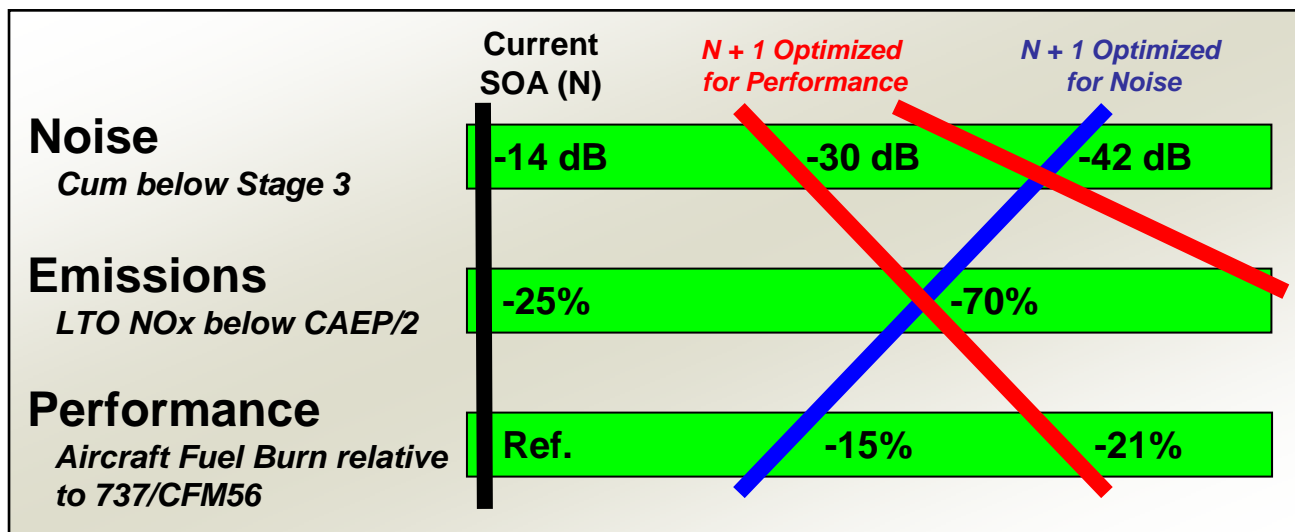 Current
SOA (N)
N + 1 Optimized
for Performance
N + 1 Optimized
for Noise
Noise
Cum below Stage 3
-14 dB
-30 dB
-42 dB
Emissions
LTO NOx below CAEP/2
-25%
-70%
Performance
Aircraft Fuel Burn relative
to 737/CFM56
Ref.
-15%
-21%